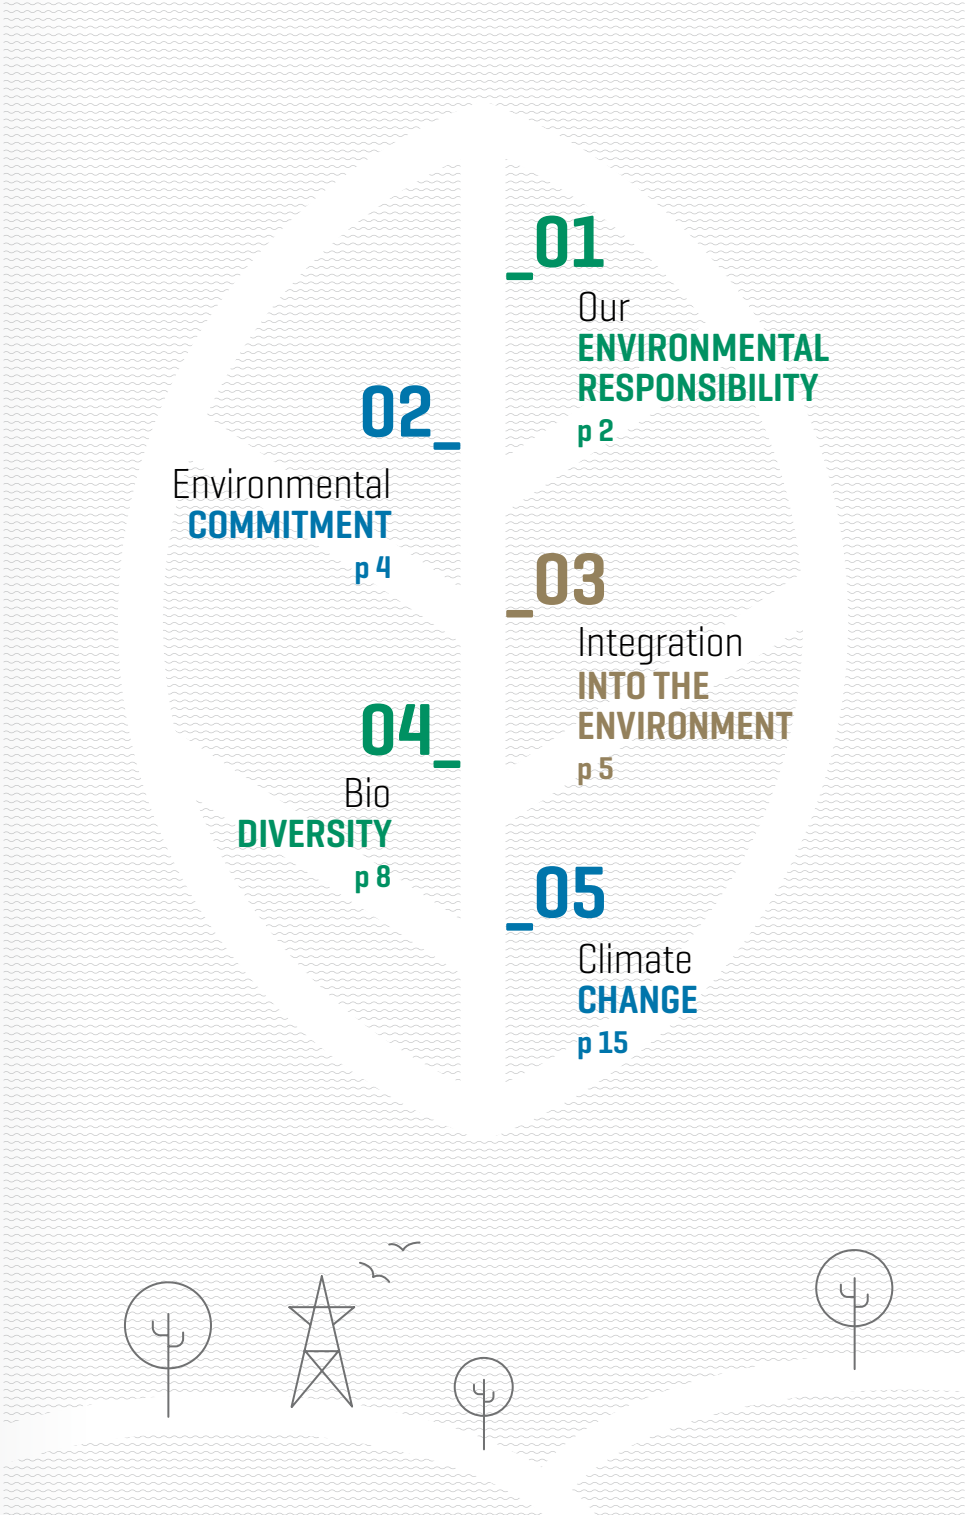 _01
Our
ENVIRONMENTAL
RESPONSIBILITY
p 2
02_
Environmental
COMMITMENT
p 4
_03
Integration
INTO THE
ENVIRONMENT
p 5
04_
Bio
DIVERSITY
p 8
_05
Climate
CHANGE
p 15